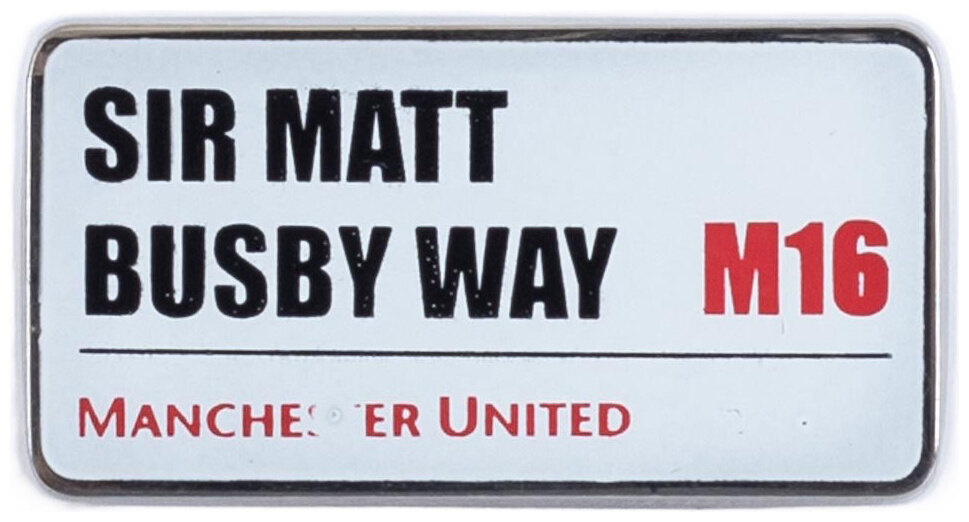 SIR MATT
BUSBY WAY M16
MANCHESTER UNITED